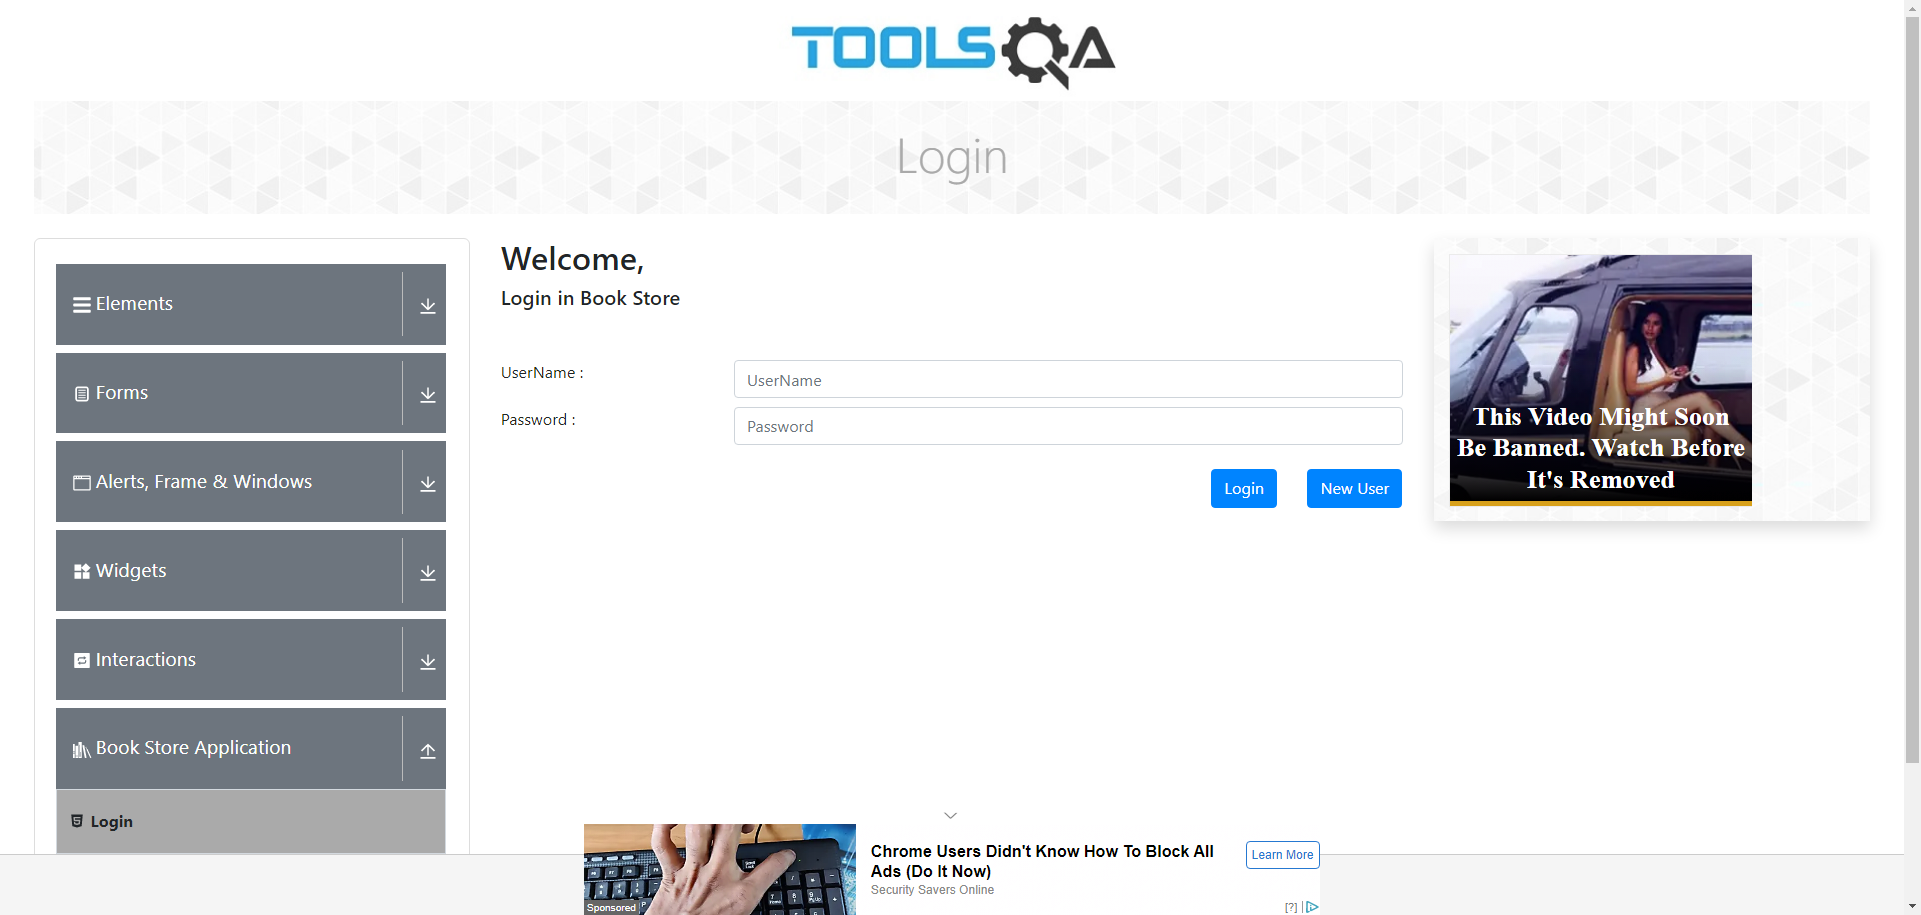 TOOLSQA
Login
Elements
Forms
Alerts, Frame & Windows
Widgets
Interactions
Book Store Application
Login
Welcome,
Login in Book Store
UserName :
UserName
Password :
Password
Login
New User
This Video Might Soon
Be Banned. Watch Before
It's Removed
Sponsored
Chrome Users Didn't Know How To Block All
Ads (Do It Now)
Security Savers Online
Learn More
[?]